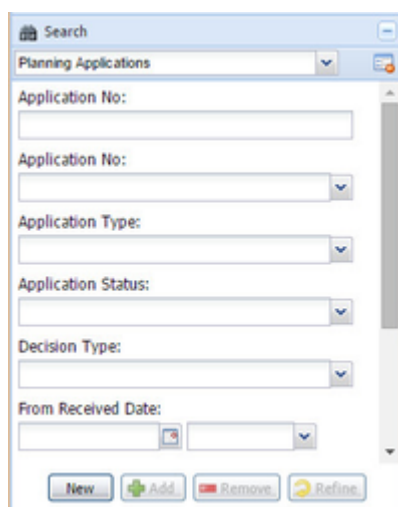 Search
Planning Applications
Application No:
Application No:
Application Type:
Application Status:
Decision Type:
From Received Date:
New Add Remove Refine